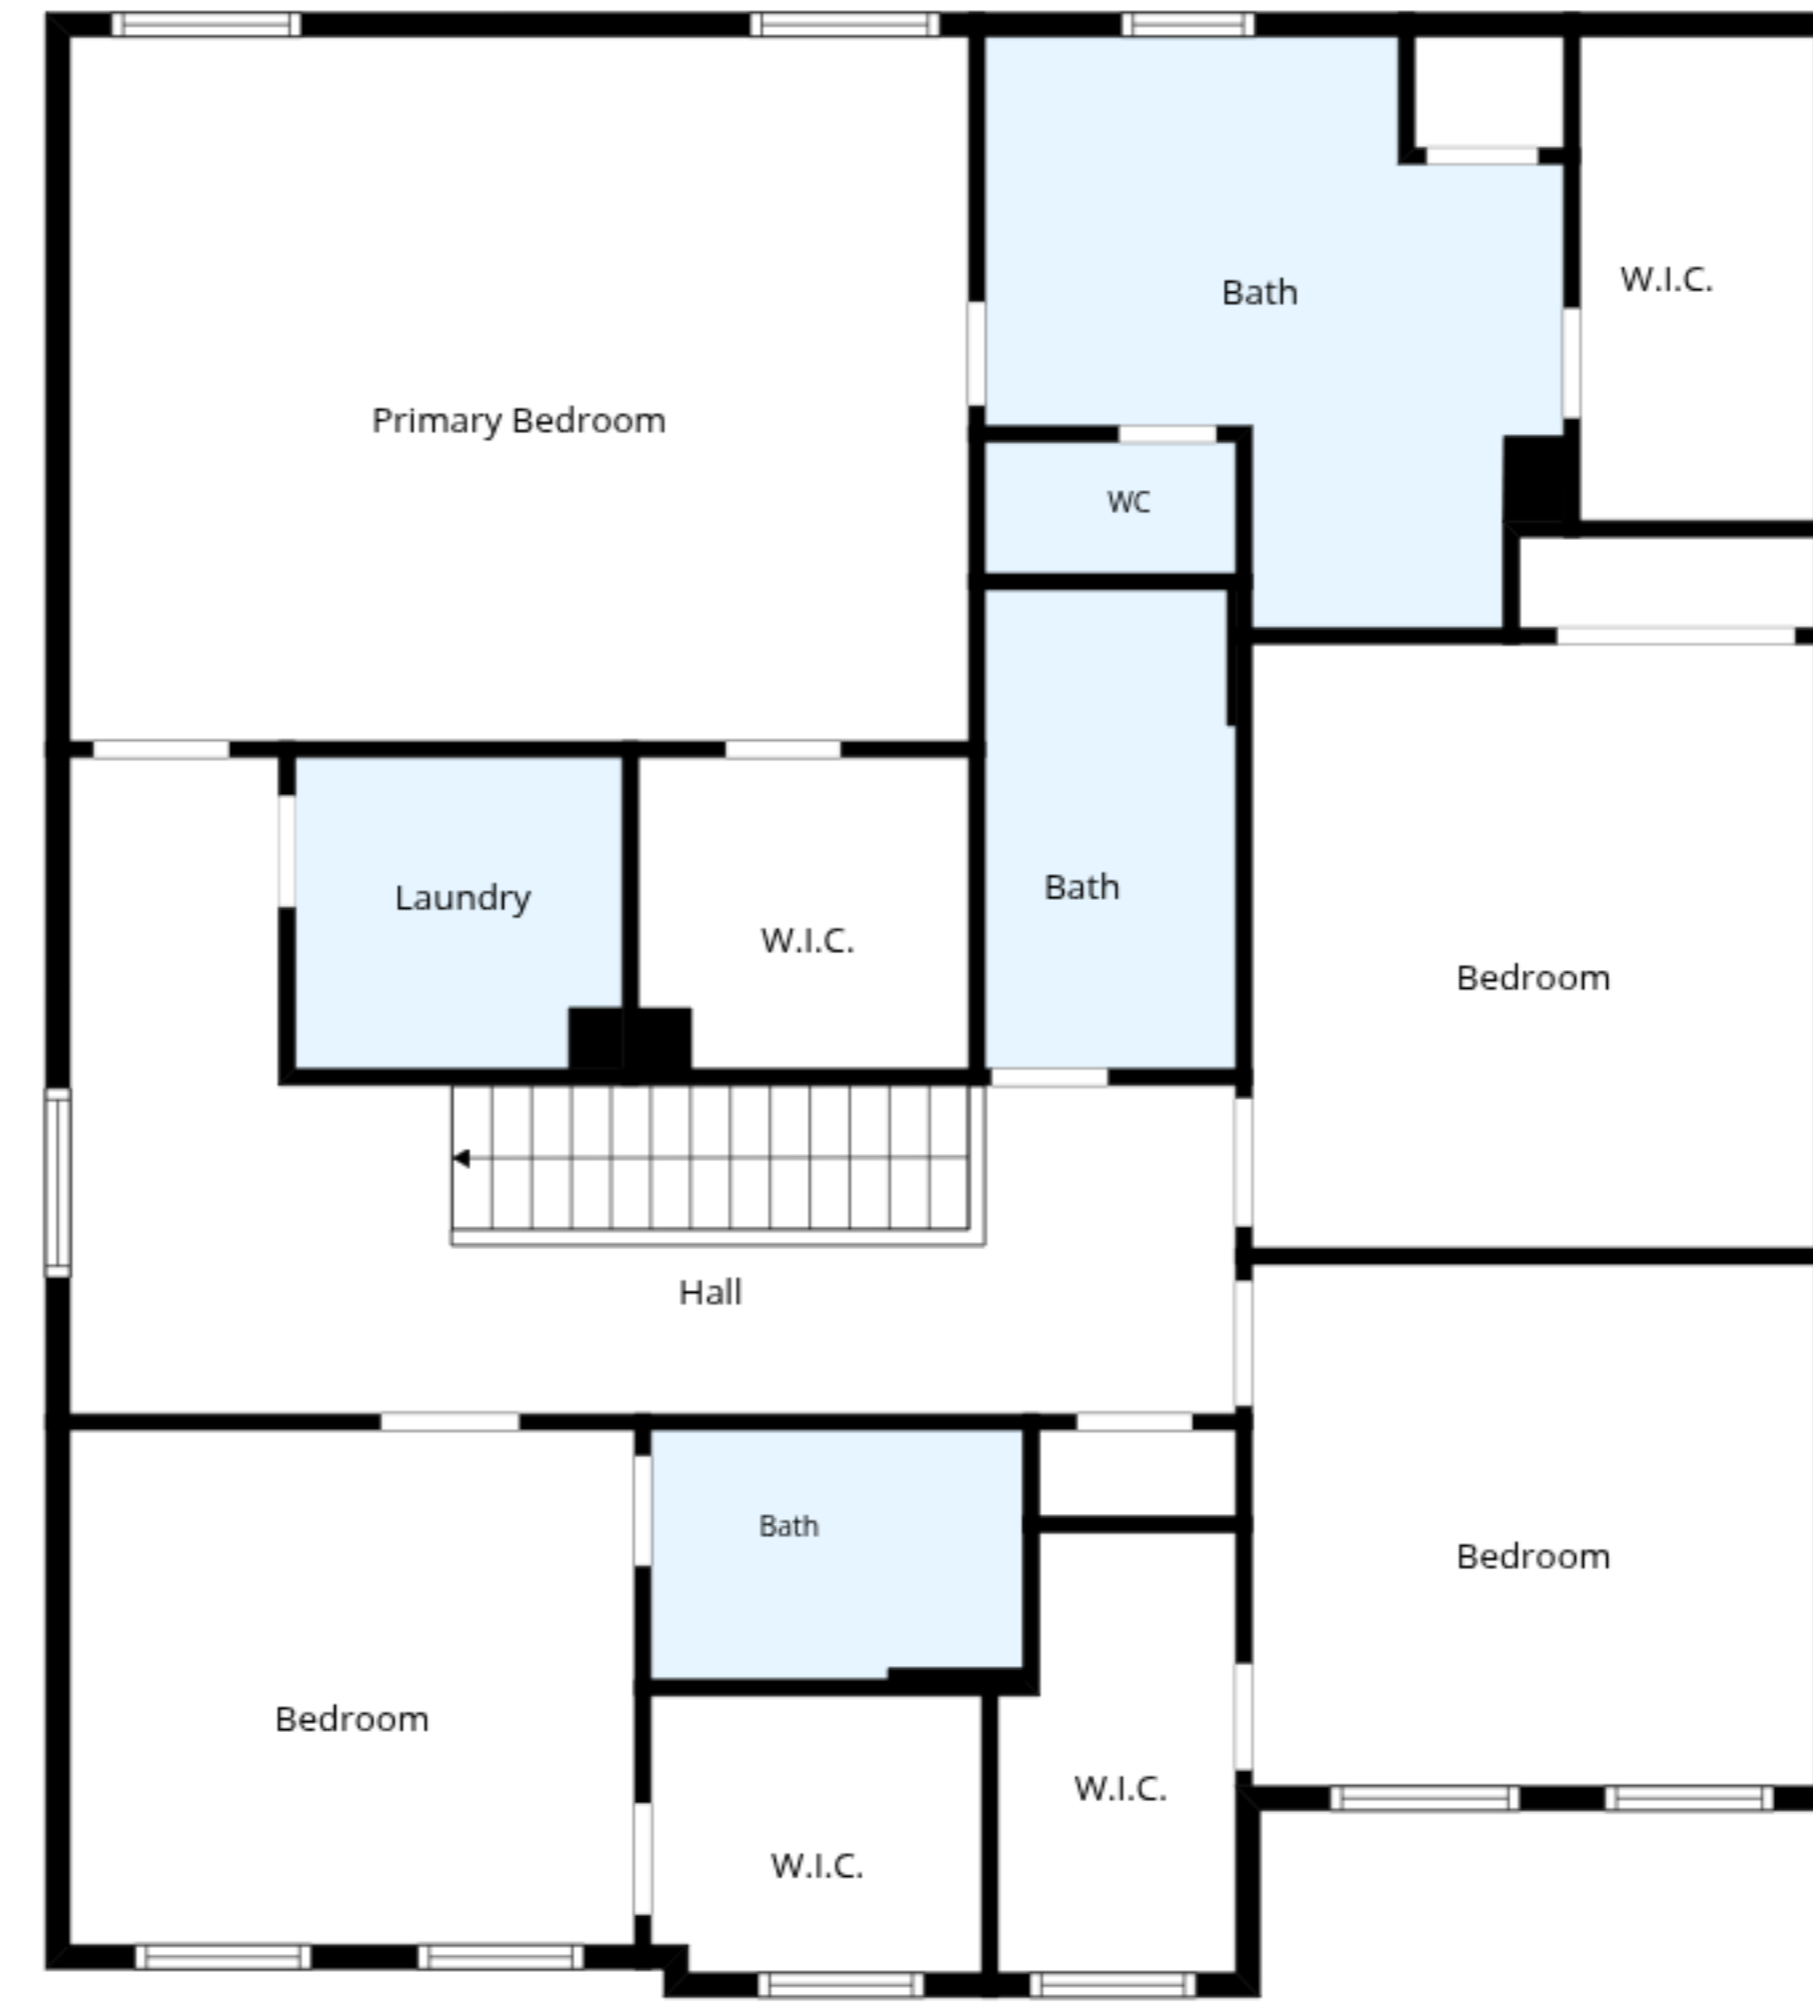 W.I.C.
Bath
Primary Bedroom
WC
Bath
Laundry
W.I.C.
Bedroom
Hall
Bath
Bedroom
Bedroom
W.I.C.
W.I.C.